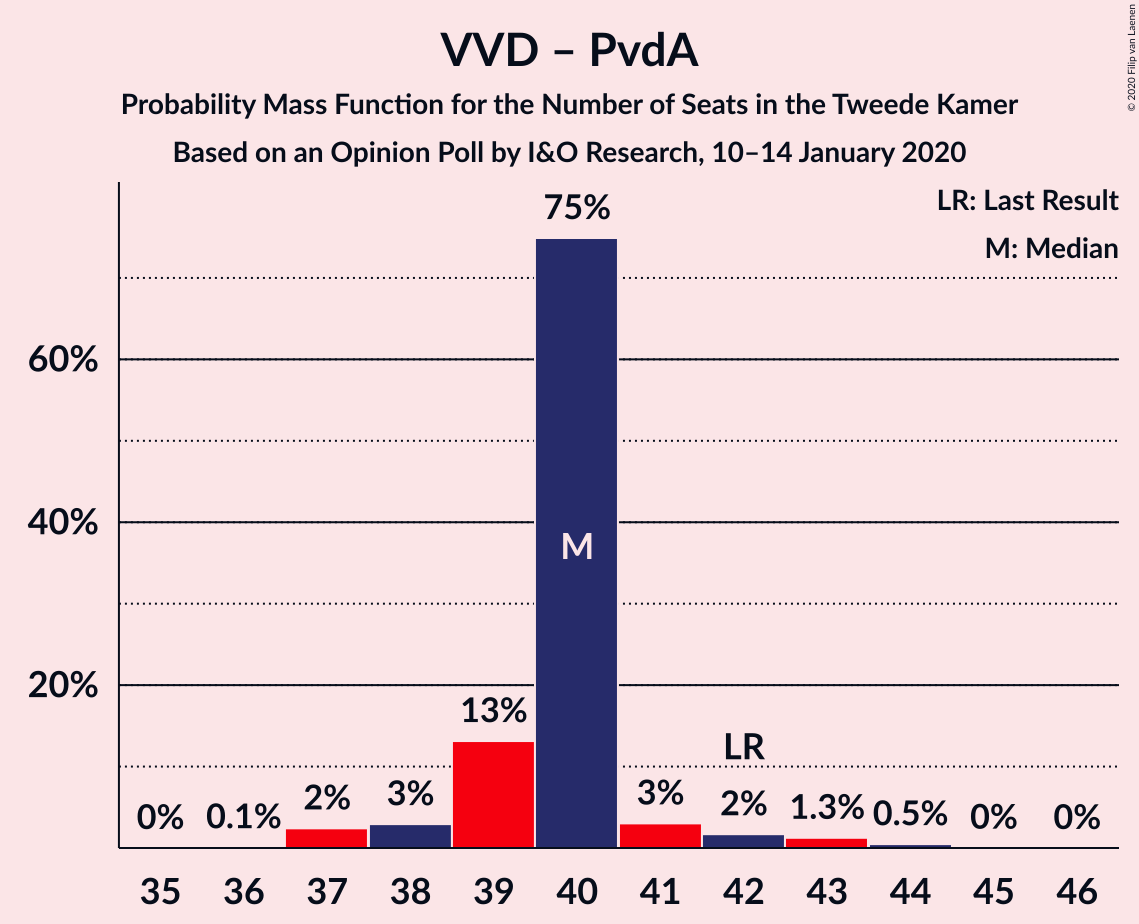 VVD – PvdA
Probability Mass Function for the Number of Seats in the Tweede Kamer
Based on an Opinion Poll by I&O Research, 10–14 January 2020
© 2020 Filip van Laenen
LR: Last Result
M: Median
75%
60%
40%
M
20%
13%
LR
0% 0.1% 2% 3% 3% 2% 1.3% 0.5% 0% 0%
35 36 37 38 39 40 41 42 43 44 45 46